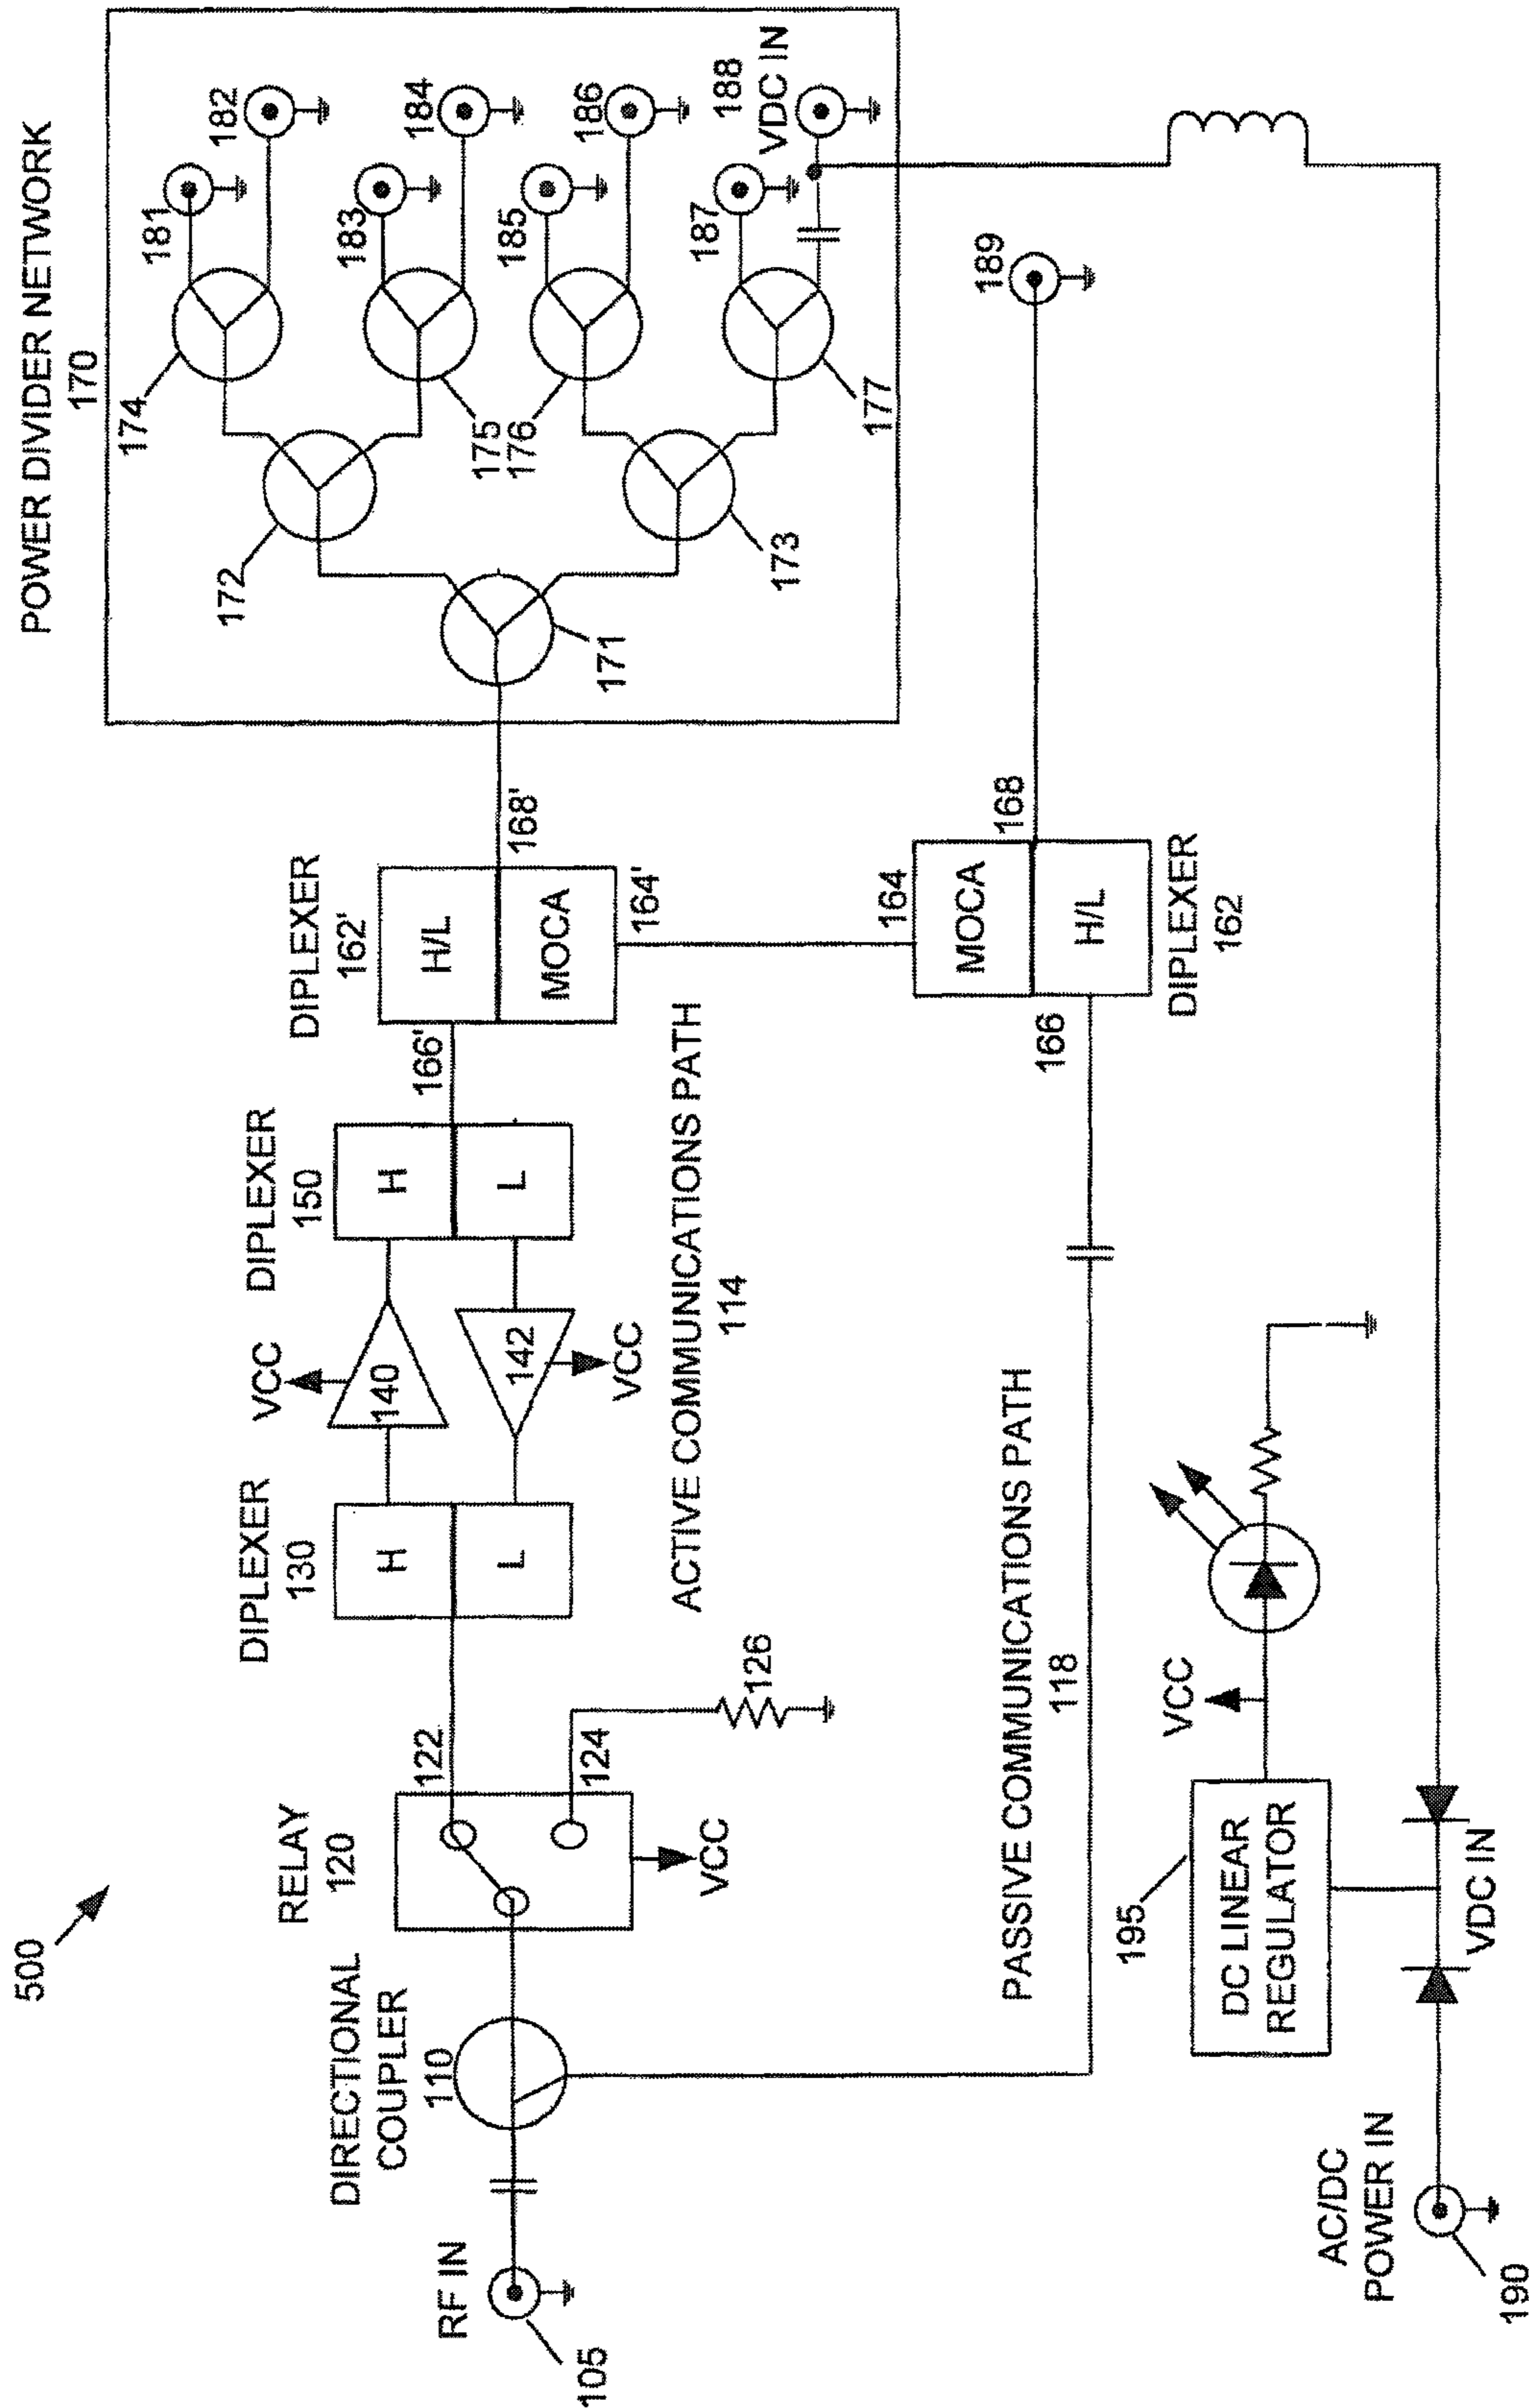 500
POWER DIVIDER NETWORK
170
181
182
174
183
184
172
175
176
185
186
173
187
188
VDC IN
177
171
189
DIPLEXER
162'
H/L
MOCA
166'
168'
164'
DIPLEXER
150
H
L
VCC
140
142
VCC
DIPLEXER
130
H
L
ACTIVE COMMUNICATIONS PATH
114
RELAY
120
122
124
126
VCC
DIRECTIONAL
COUPLER
110
RF IN
105
164
MOCA
168
H/L
166
DIPLEXER
162
PASSIVE COMMUNICATIONS PATH
118
VCC
195
DC LINEAR
REGULATOR
VDC IN
AC/DC
POWER IN
190